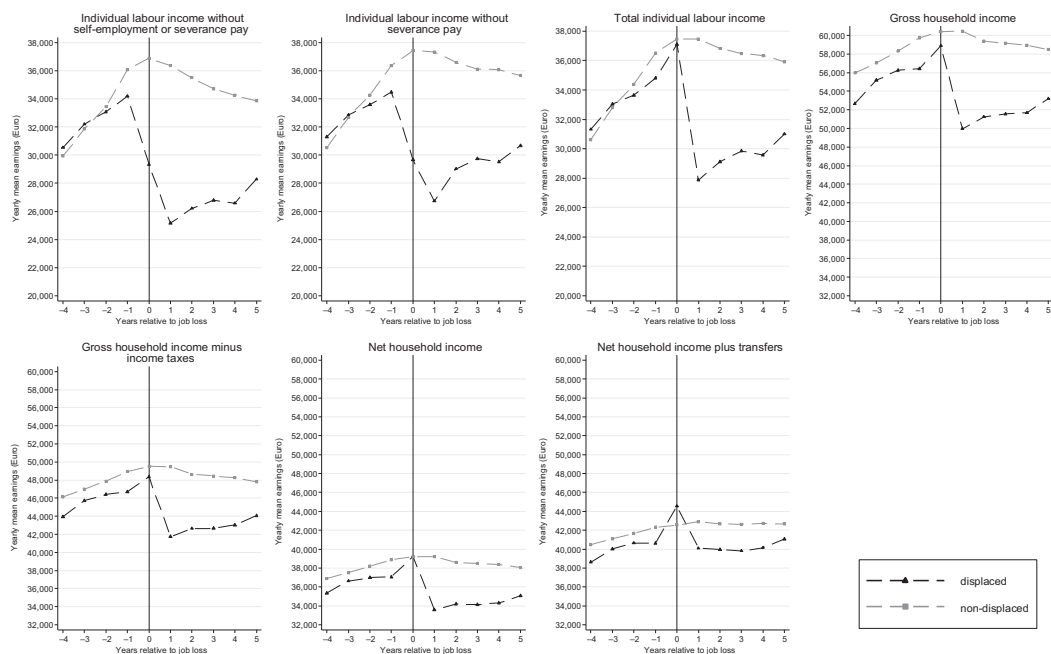 Individual labour income without
self-employment or severance pay
Yearly mean earnings (Euro)
38,000
36,000
34,000
32,000
30,000
28,000
26,000
24,000
22,000
20,000
–4 –3 –2 –1 0 1 2 3 4 5
Years relative to job loss
Individual labour income without
severance pay
Yearly mean earnings (Euro)
38,000
36,000
34,000
32,000
30,000
28,000
26,000
24,000
22,000
20,000
–4 –3 –2 –1 0 1 2 3 4 5
Years relative to job loss
Total individual labour income
Yearly mean earnings (Euro)
38,000
36,000
34,000
32,000
30,000
28,000
26,000
24,000
22,000
20,000
–4 –3 –2 –1 0 1 2 3 4 5
Years relative to job loss
Gross household income
Yearly mean earnings (Euro)
60,000
58,000
56,000
54,000
52,000
50,000
48,000
46,000
44,000
42,000
40,000
38,000
36,000
34,000
32,000
–4 –3 –2 –1 0 1 2 3 4 5
Years relative to job loss
Gross household income minus
income taxes
Yearly mean earnings (Euro)
60,000
58,000
56,000
54,000
52,000
50,000
48,000
46,000
44,000
42,000
40,000
38,000
36,000
34,000
32,000
–4 –3 –2 –1 0 1 2 3 4 5
Years relative to job loss
Net household income
Yearly mean earnings (Euro)
60,000
58,000
56,000
54,000
52,000
50,000
48,000
46,000
44,000
42,000
40,000
38,000
36,000
34,000
32,000
–4 –3 –2 –1 0 1 2 3 4 5
Years relative to job loss
Net household income plus transfers
Yearly mean earnings (Euro)
60,000
58,000
56,000
54,000
52,000
50,000
48,000
46,000
44,000
42,000
40,000
38,000
36,000
34,000
32,000
–4 –3 –2 –1 0 1 2 3 4 5
Years relative to job loss
displaced
non-displaced